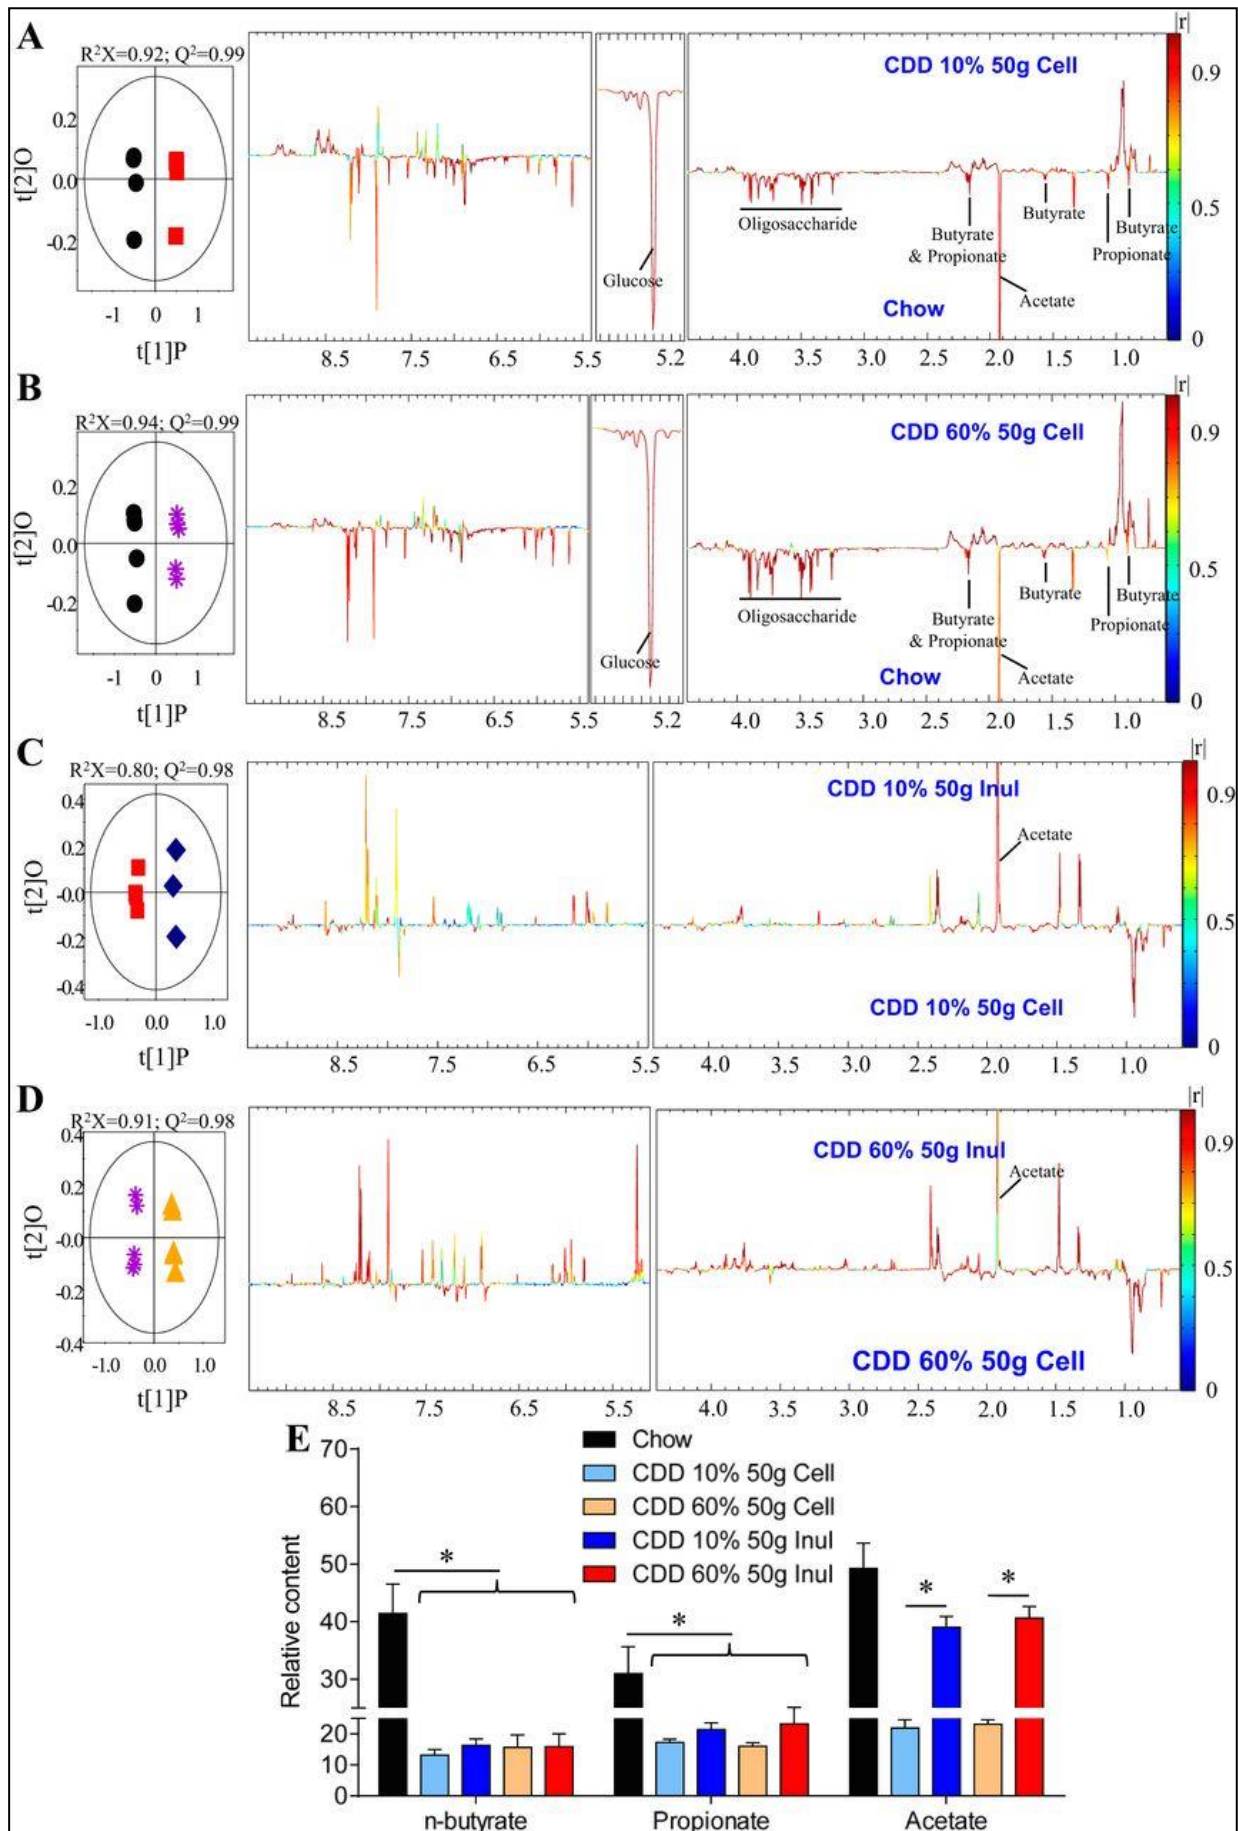 A
R²X=0.92; Q²=0.99
t[2]O
0.2
0.0
-0.2
-1 0 1
t[1]P
8.5 7.5 6.5 5.5
Glucose
5.2
CDD 10% 50g Cell
Oligosaccharide
Butyrate
& Propionate
Butyrate
Butyrate
Propionate
Acetate
Chow
4.0 3.5 3.0 2.5 2.0 1.5 1.0
|r|
0.9
0.5
0
B
R²X=0.94; Q²=0.99
t[2]O
0.2
0.0
-0.2
-1 0 1
t[1]P
8.5 7.5 6.5 5.5
Glucose
5.2
CDD 60% 50g Cell
Oligosaccharide
Butyrate
& Propionate
Butyrate
Butyrate
Propionate
Acetate
Chow
4.0 3.5 3.0 2.5 2.0 1.5 1.0
|r|
0.9
0.5
0
C
R²X=0.80; Q²=0.98
t[2]O
0.4
0.2
-0.0
-0.2
-0.4
-1.0 0.0 1.0
t[1]P
8.5 7.5 6.5 5.5
CDD 10% 50g Inul
Acetate
CDD 10% 50g Cell
4.0 3.5 3.0 2.5 2.0 1.5 1.0
|r|
0.9
0.5
0
D
R²X=0.91; Q²=0.98
t[2]O
0.4
0.2
-0.0
-0.2
-0.4
-1.0 0.0 1.0
t[1]P
8.5 7.5 6.5 5.5
CDD 60% 50g Inul
Acetate
CDD 60% 50g Cell
4.0 3.5 3.0 2.5 2.0 1.5 1.0
|r|
0.9
0.5
0
E
Relative content
70
60
50
40
30
20
10
0
Chow
CDD 10% 50g Cell
CDD 60% 50g Cell
CDD 10% 50g Inul
CDD 60% 50g Inul
*
*
*
*
n-butyrate Propionate Acetate